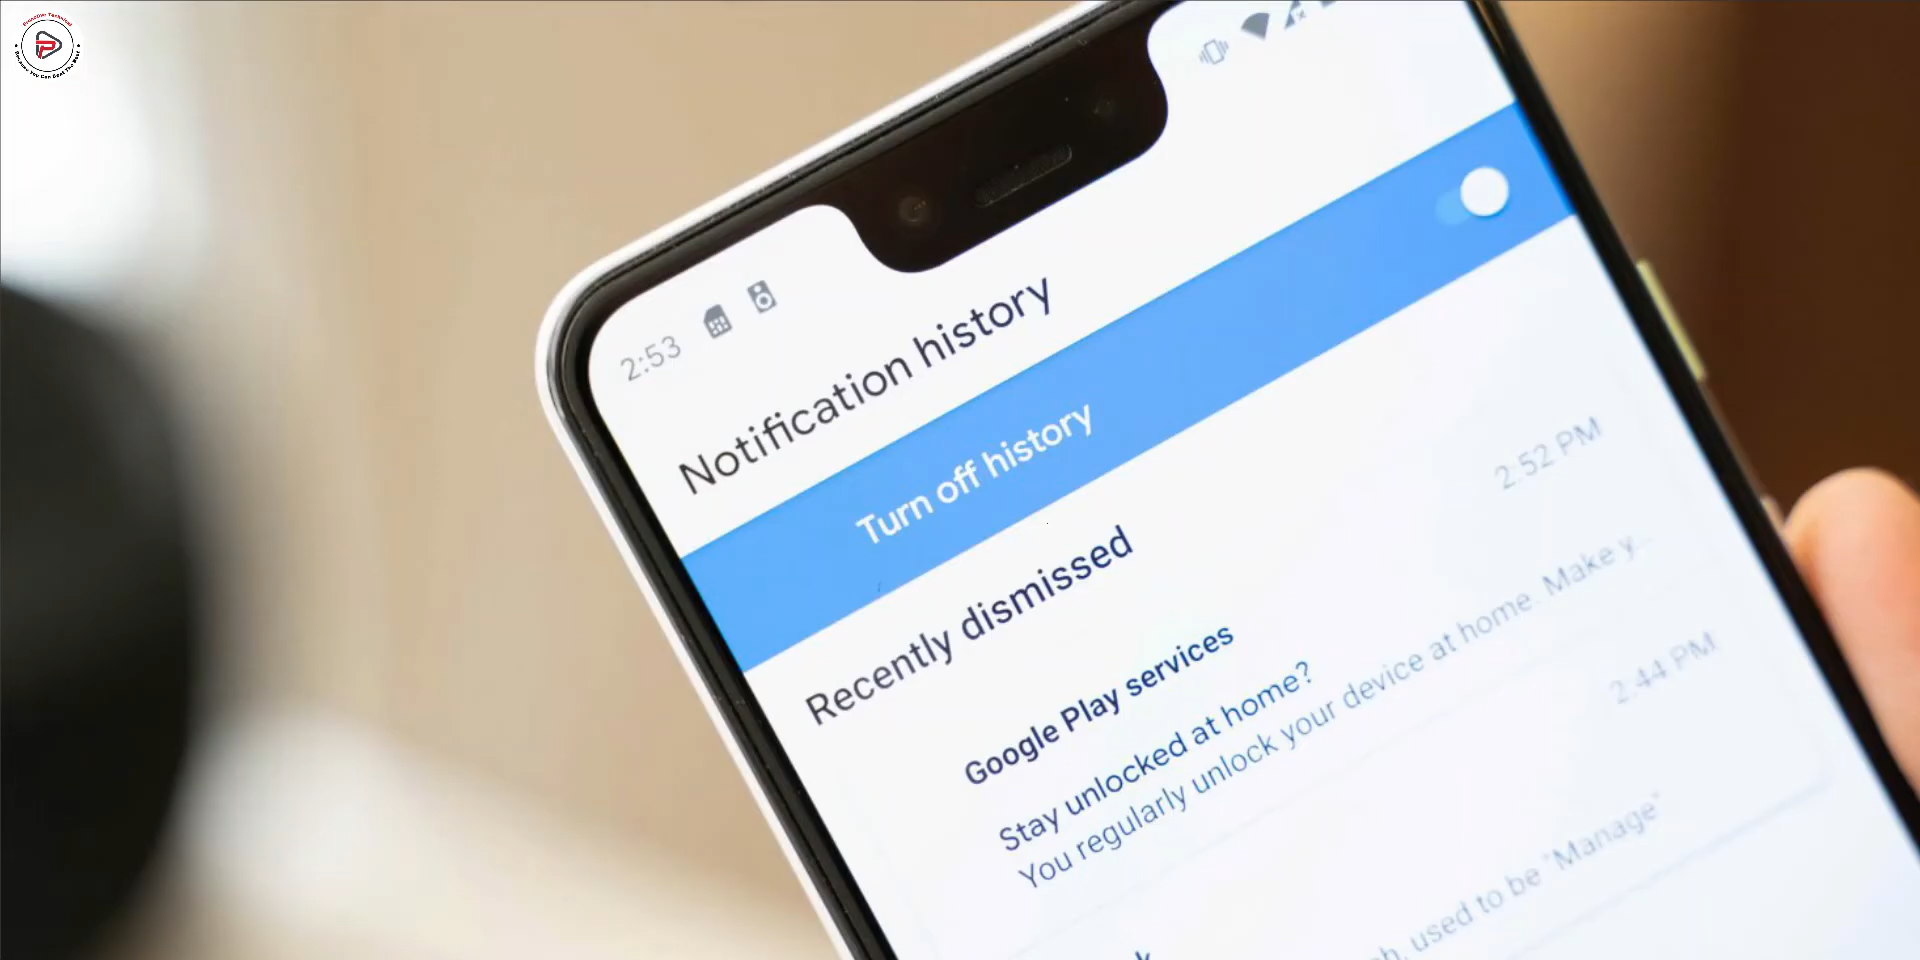 2:53
Notification history
Turn off history
Recently dismissed
Google Play services
2:52 PM
Stay unlocked at home?
You regularly unlock your device at home. Make y...
2:44 PM
used to be "Manage"